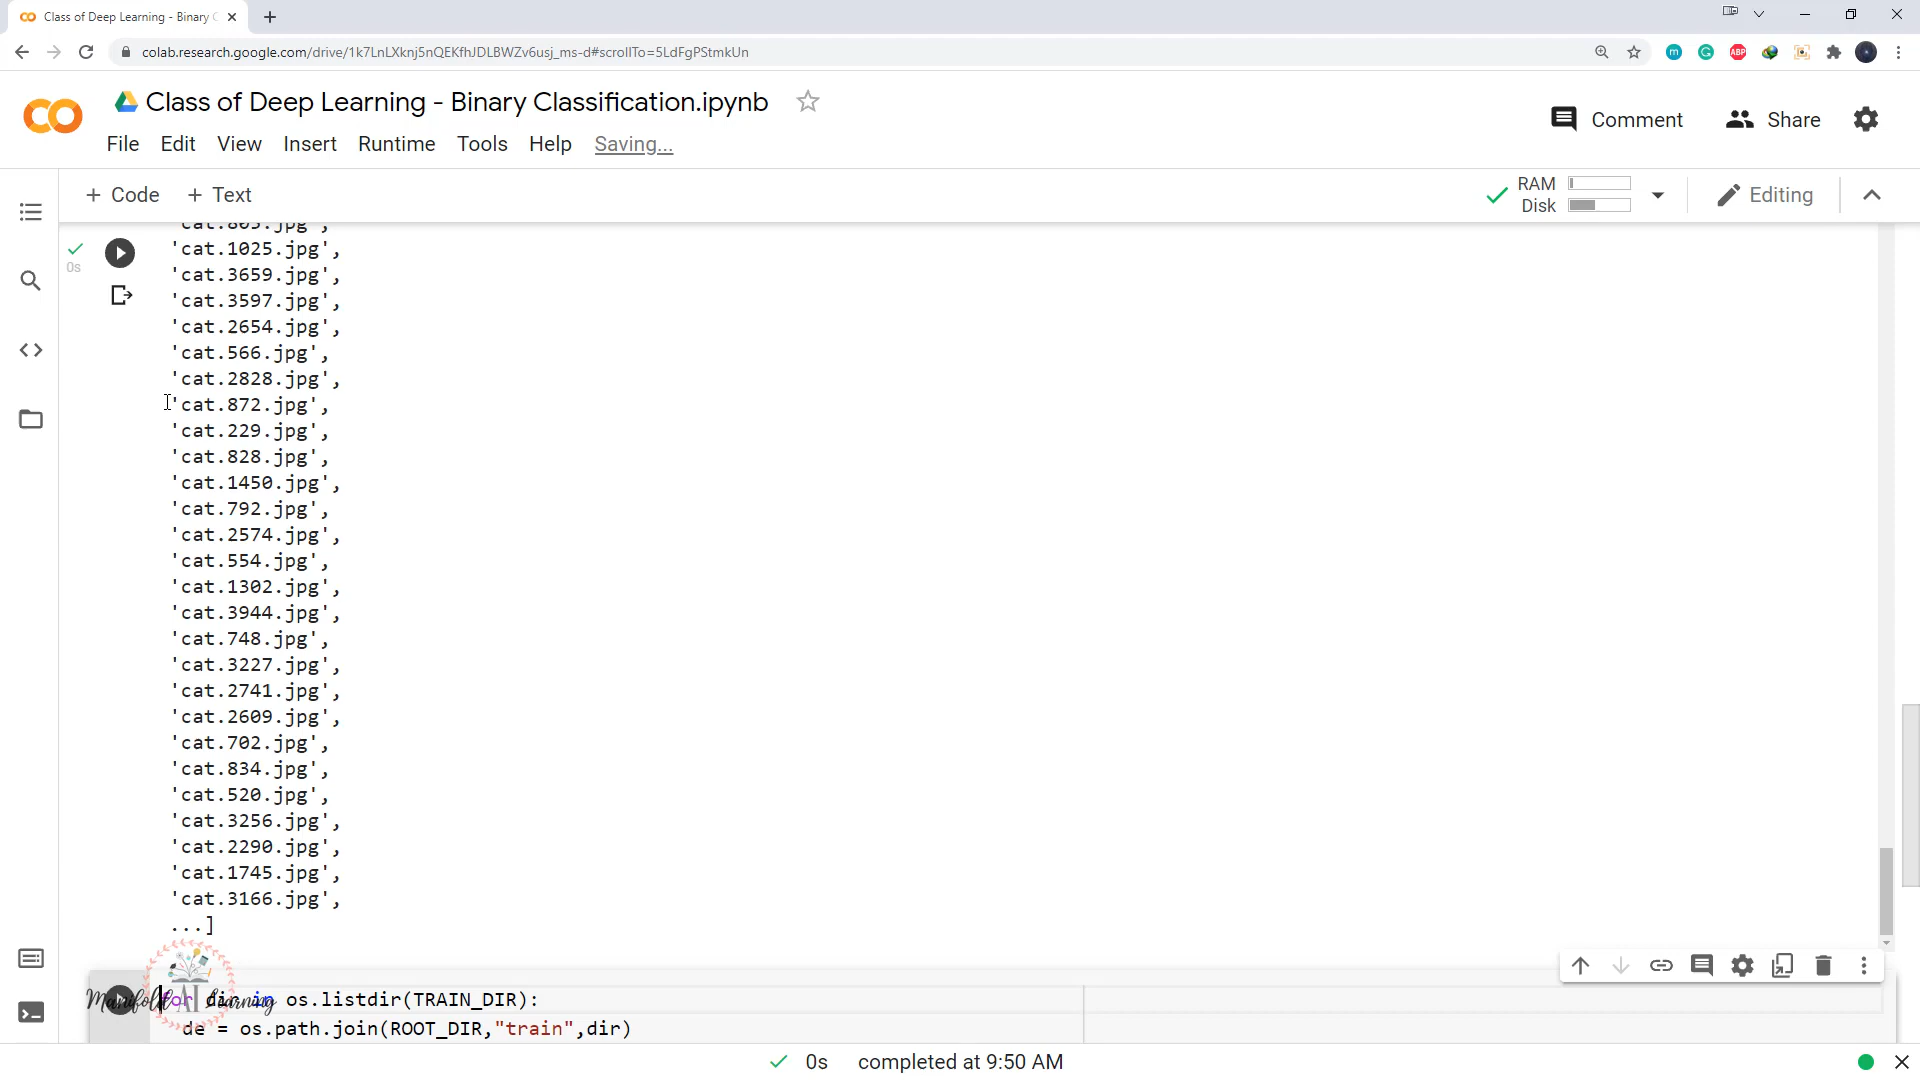 Class of Deep Learning - Binary C
colab.research.google.com/drive/1k7LnLXknj5nQEKfhJDLBWZv6usj_ms-d#scrollTo=5LdFgPStmkUn
ABP
Class of Deep Learning - Binary Classification.ipynb
Comment
Share
File Edit View Insert Runtime Tools Help Saving...
+ Code + Text
RAM
Disk
Editing
'cat.805.jpg',
0s
'cat.1025.jpg',
'cat.3659.jpg',
'cat.3597.jpg',
'cat.2654.jpg',
'cat.566.jpg',
'cat.2828.jpg',
'cat.872.jpg',
'cat.229.jpg',
'cat.828.jpg',
'cat.1450.jpg',
'cat.792.jpg',
'cat.2574.jpg',
'cat.554.jpg',
'cat.1302.jpg',
'cat.3944.jpg',
'cat.748.jpg',
'cat.3227.jpg',
'cat.2741.jpg',
'cat.2609.jpg',
'cat.702.jpg',
'cat.834.jpg',
'cat.520.jpg',
'cat.3256.jpg',
'cat.2290.jpg',
'cat.1745.jpg',
'cat.3166.jpg',
...]
Manifold AI Learning
for dir in os.listdir(TRAIN_DIR):
de = os.path.join(ROOT_DIR,"train",dir)
0s completed at 9:50 AM